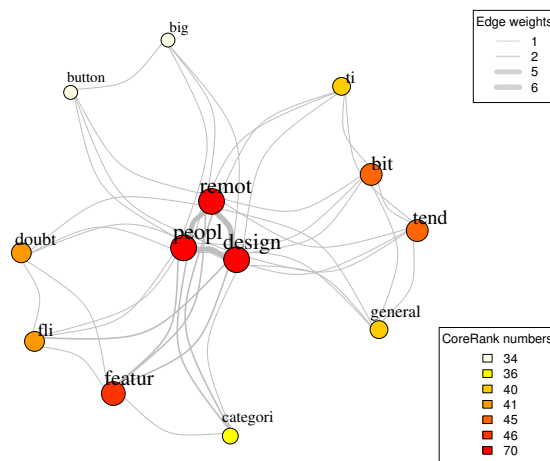 big
Edge weights
1
2
5
6
button
ti
bit
remot
tend
peopl
design
doubt
general
fli
featur
categori
CoreRank numbers
34
36
40
41
45
46
70